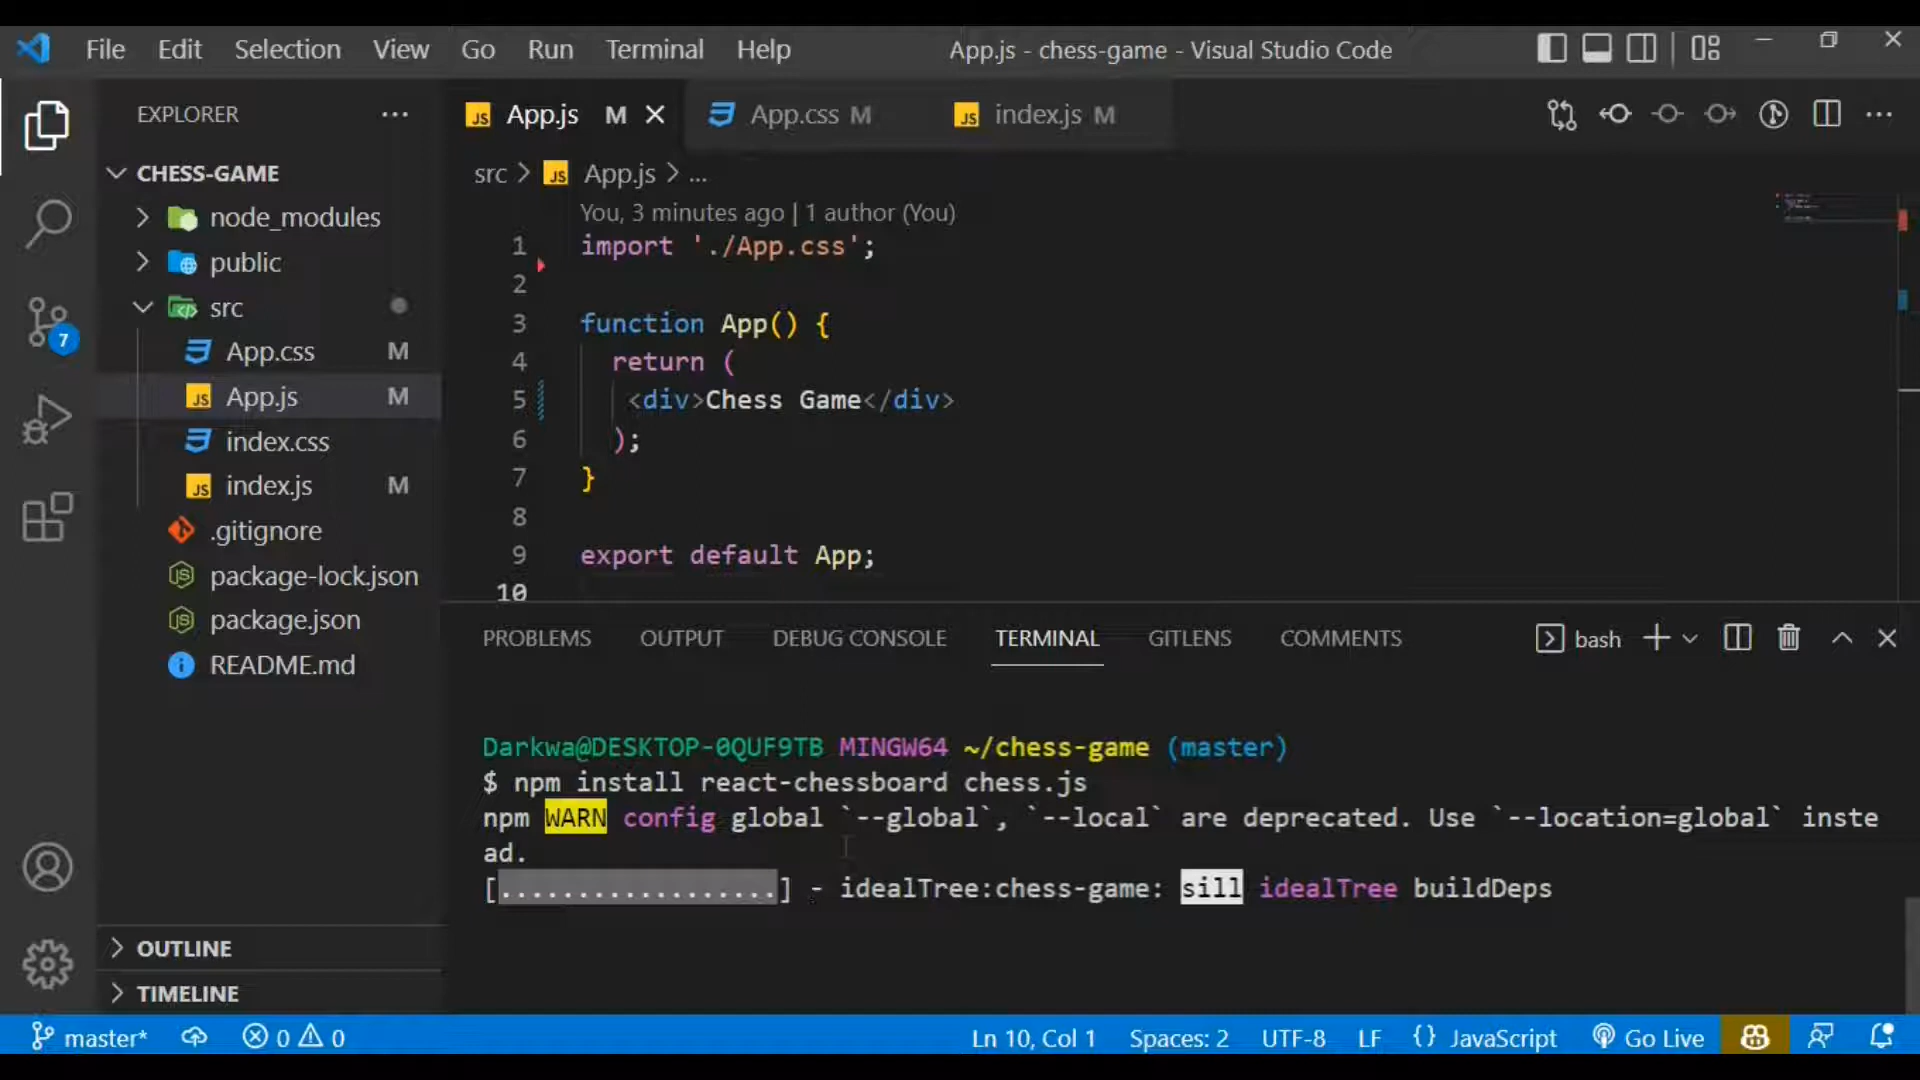 File Edit Selection View Go Run Terminal Help App.js - chess-game - Visual Studio Code
EXPLORER
CHESS-GAME
node_modules
public
src
App.css M
App.js M
index.css
index.js M
.gitignore
package-lock.json
package.json
README.md
OUTLINE
TIMELINE
7
App.js M App.css M index.js M
src > App.js > ...
You, 3 minutes ago | 1 author (You)
1 import './App.css';
2
3 function App() {
4 return (
5 <div>Chess Game</div>
6 );
7 }
8
9 export default App;
10
PROBLEMS OUTPUT DEBUG CONSOLE TERMINAL GITLENS COMMENTS bash
Darkwa@DESKTOP-0QUF9TB MINGW64 ~/chess-game (master)
$ npm install react-chessboard chess.js
npm WARN config global `--global`, `--local` are deprecated. Use `--location=global` inste
ad.
[..................] - idealTree:chess-game: sill idealTree buildDeps
master* 0 0 Ln 10, Col 1 Spaces: 2 UTF-8 LF {} JavaScript Go Live